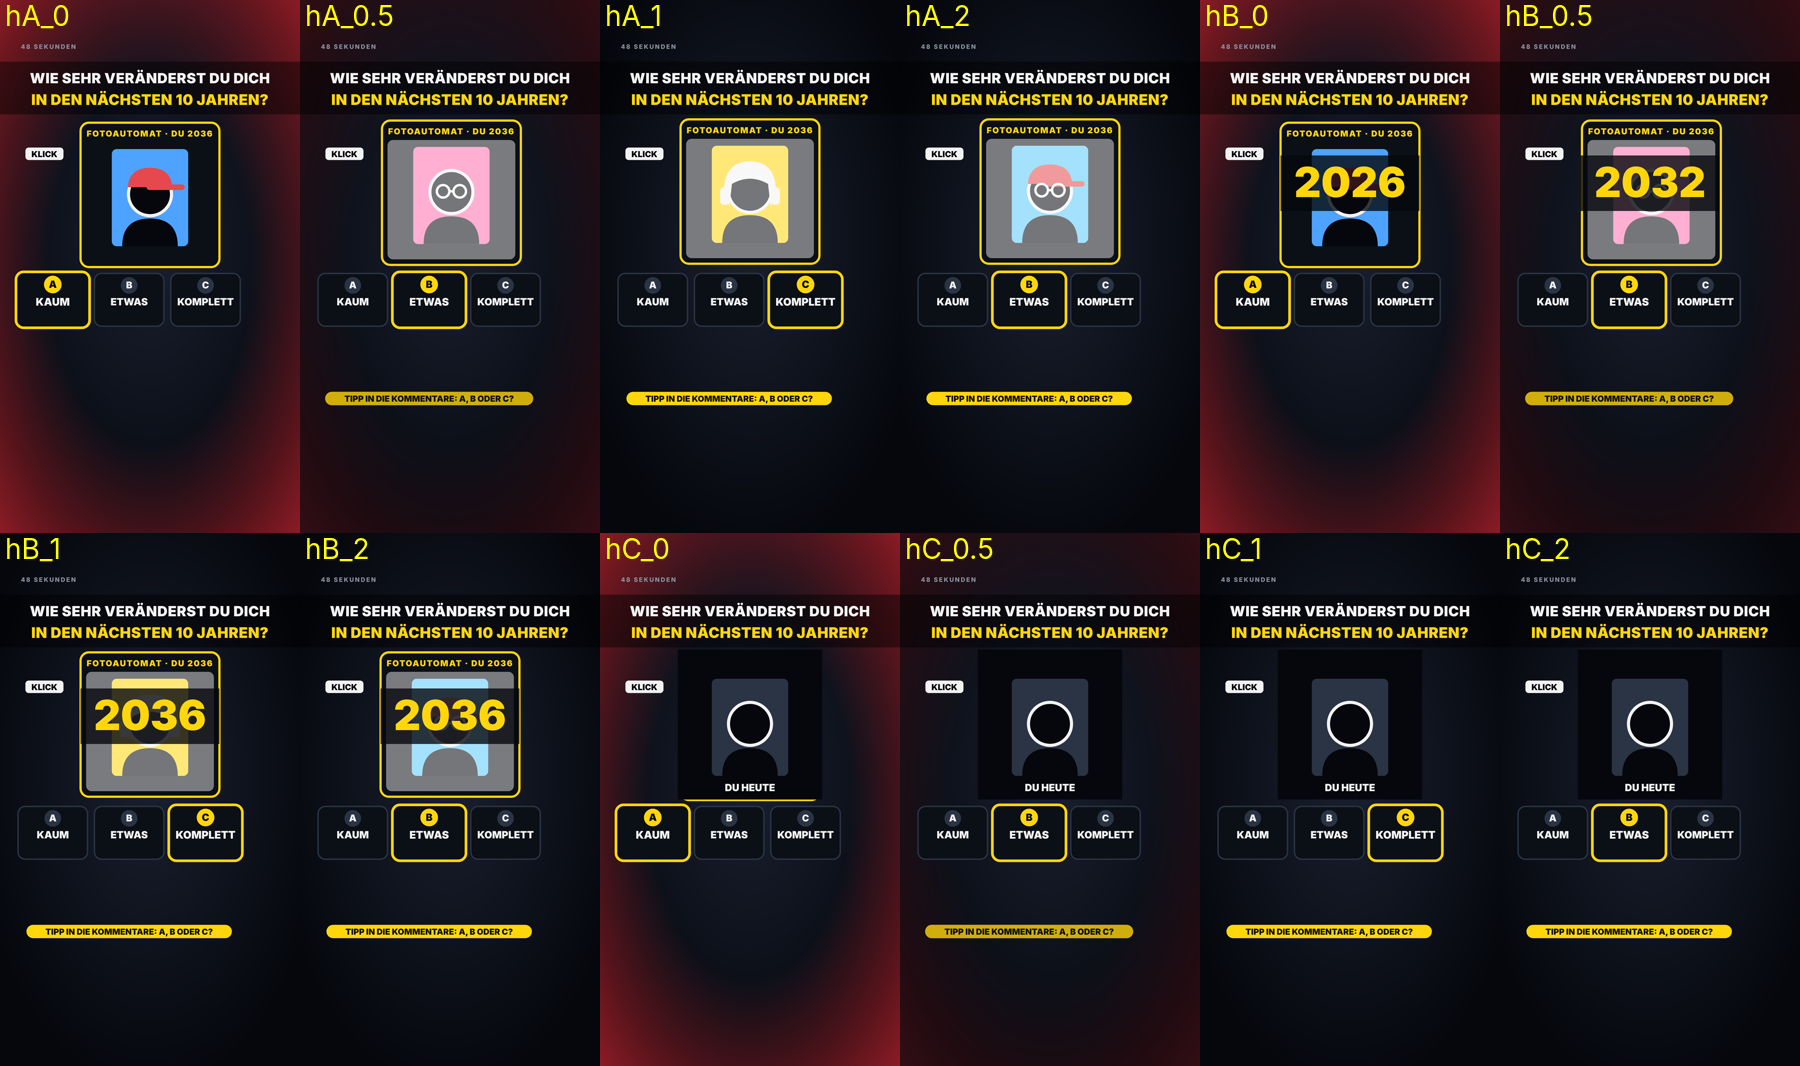 hA_0
48 SEKUNDEN
WIE SEHR VERÄNDERST DU DICH
IN DEN NÄCHSTEN 10 JAHREN?
FOTOAUTOMAT · DU 2036
KLICK
A
KAUM
B
ETWAS
C
KOMPLETT
hA_0.5
48 SEKUNDEN
WIE SEHR VERÄNDERST DU DICH
IN DEN NÄCHSTEN 10 JAHREN?
FOTOAUTOMAT · DU 2036
KLICK
A
KAUM
B
ETWAS
C
KOMPLETT
TIPP IN DIE KOMMENTARE: A, B ODER C?
hA_1
48 SEKUNDEN
WIE SEHR VERÄNDERST DU DICH
IN DEN NÄCHSTEN 10 JAHREN?
FOTOAUTOMAT · DU 2036
KLICK
A
KAUM
B
ETWAS
C
KOMPLETT
TIPP IN DIE KOMMENTARE: A, B ODER C?
hA_2
48 SEKUNDEN
WIE SEHR VERÄNDERST DU DICH
IN DEN NÄCHSTEN 10 JAHREN?
FOTOAUTOMAT · DU 2036
KLICK
A
KAUM
B
ETWAS
C
KOMPLETT
TIPP IN DIE KOMMENTARE: A, B ODER C?
hB_0
48 SEKUNDEN
WIE SEHR VERÄNDERST DU DICH
IN DEN NÄCHSTEN 10 JAHREN?
FOTOAUTOMAT · DU 2036
KLICK
2026
A
KAUM
B
ETWAS
C
KOMPLETT
hB_0.5
48 SEKUNDEN
WIE SEHR VERÄNDERST DU DICH
IN DEN NÄCHSTEN 10 JAHREN?
FOTOAUTOMAT · DU 2036
KLICK
2032
A
KAUM
B
ETWAS
C
KOMPLETT
TIPP IN DIE KOMMENTARE: A, B ODER C?
hB_1
48 SEKUNDEN
WIE SEHR VERÄNDERST DU DICH
IN DEN NÄCHSTEN 10 JAHREN?
FOTOAUTOMAT · DU 2036
KLICK
2036
A
KAUM
B
ETWAS
C
KOMPLETT
TIPP IN DIE KOMMENTARE: A, B ODER C?
hB_2
48 SEKUNDEN
WIE SEHR VERÄNDERST DU DICH
IN DEN NÄCHSTEN 10 JAHREN?
FOTOAUTOMAT · DU 2036
KLICK
2036
A
KAUM
B
ETWAS
C
KOMPLETT
TIPP IN DIE KOMMENTARE: A, B ODER C?
hC_0
48 SEKUNDEN
WIE SEHR VERÄNDERST DU DICH
IN DEN NÄCHSTEN 10 JAHREN?
KLICK
DU HEUTE
A
KAUM
B
ETWAS
C
KOMPLETT
hC_0.5
48 SEKUNDEN
WIE SEHR VERÄNDERST DU DICH
IN DEN NÄCHSTEN 10 JAHREN?
KLICK
DU HEUTE
A
KAUM
B
ETWAS
C
KOMPLETT
TIPP IN DIE KOMMENTARE: A, B ODER C?
hC_1
48 SEKUNDEN
WIE SEHR VERÄNDERST DU DICH
IN DEN NÄCHSTEN 10 JAHREN?
KLICK
DU HEUTE
A
KAUM
B
ETWAS
C
KOMPLETT
TIPP IN DIE KOMMENTARE: A, B ODER C?
hC_2
48 SEKUNDEN
WIE SEHR VERÄNDERST DU DICH
IN DEN NÄCHSTEN 10 JAHREN?
KLICK
DU HEUTE
A
KAUM
B
ETWAS
C
KOMPLETT
TIPP IN DIE KOMMENTARE: A, B ODER C?